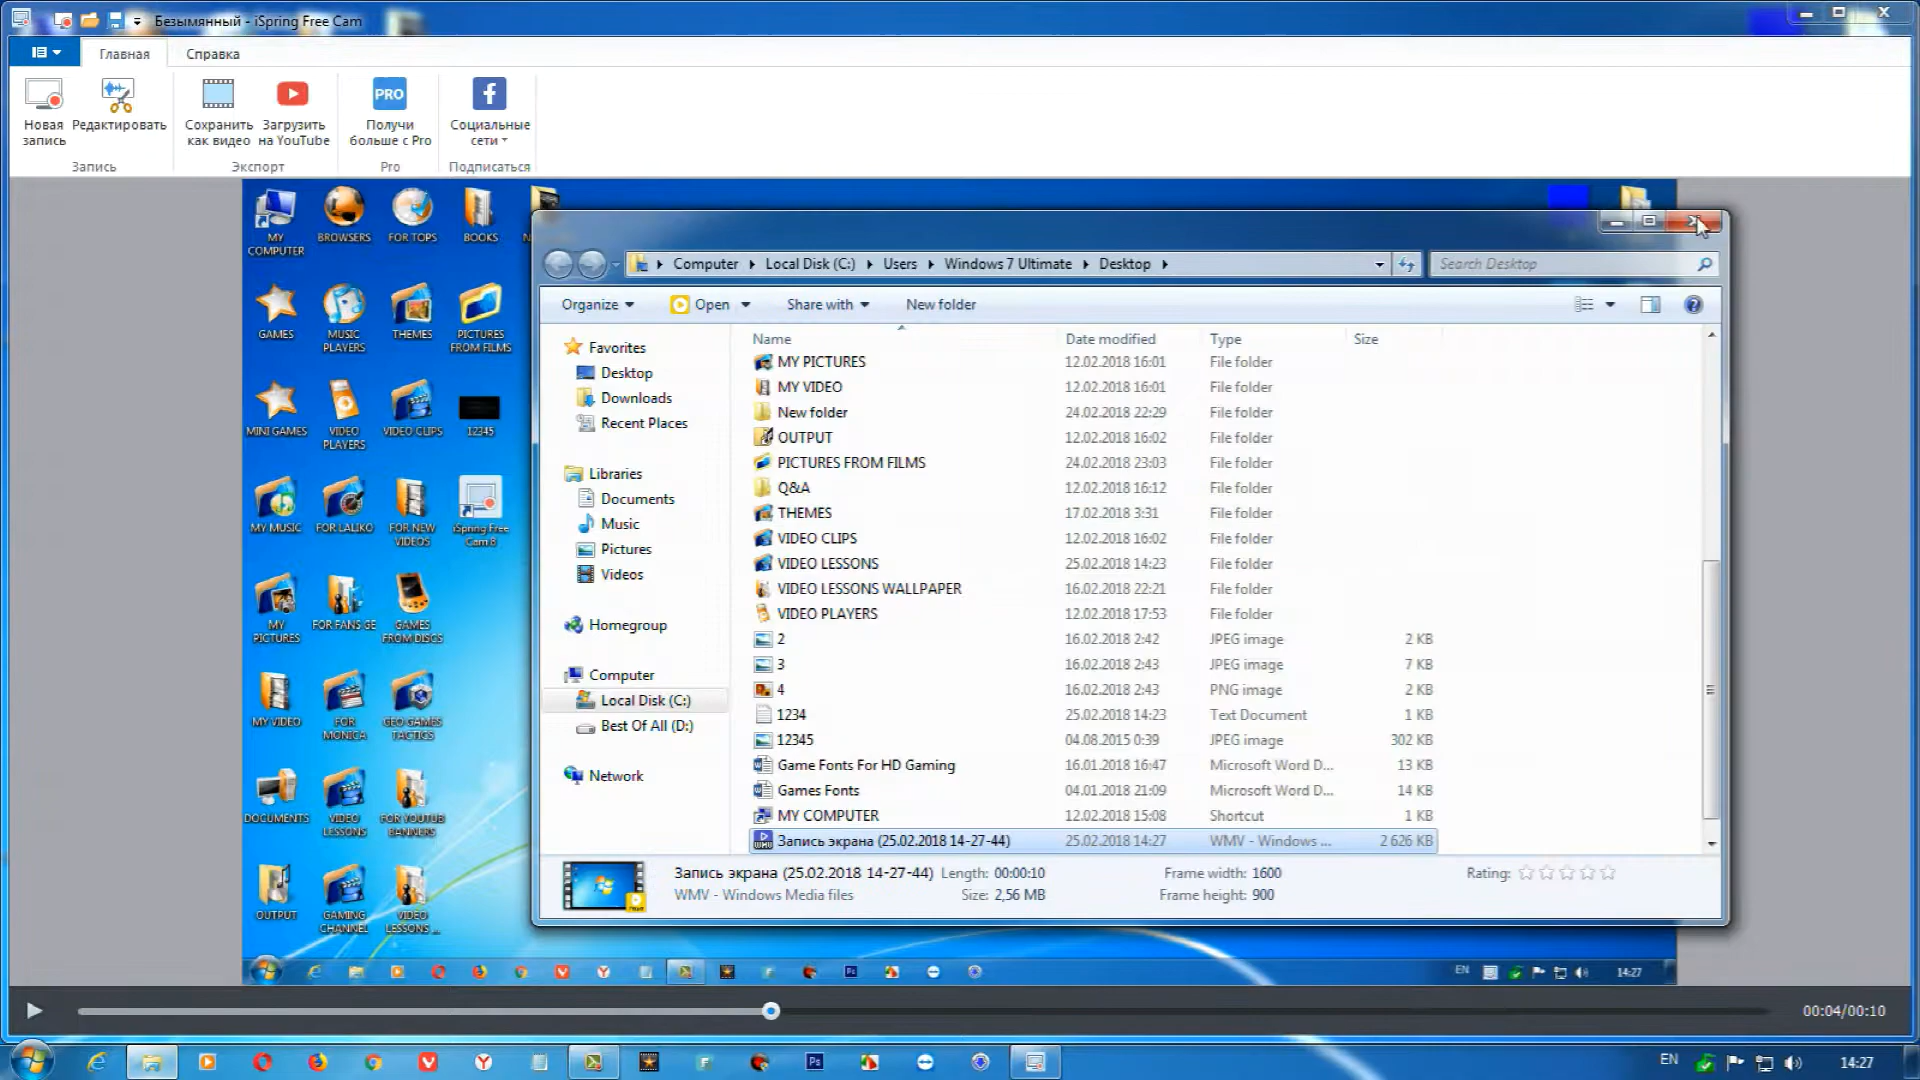 Безымянный - iSpring Free Cam
Главная
Справка
Новая запись
Редактировать
Сохранить как видео
Загрузить на YouTube
PRO
Получи больше с Pro
Социальные сети
Запись
Экспорт
Pro
Подписаться
MY COMPUTER
BROWSERS
FOR TOPS
BOOKS
GAMES
MUSIC PLAYERS
THEMES
PICTURES FROM FILMS
MINI GAMES
VIDEO PLAYERS
VIDEO CLIPS
12345
MY MUSIC
FOR LALIKO
FOR NEW VIDEOS
iSpring Free Cam 8
MY PICTURES
FOR FANS GE
GAMES FROM DISCS
MY VIDEO
FOR MONICA
GEO GAMES TACTICS
DOCUMENTS
VIDEO LESSONS
FOR YOUTUB BANNERS
OUTPUT
GAMING CHANNEL
VIDEO LESSONS ...
Computer
Local Disk (C:)
Users
Windows 7 Ultimate
Desktop
Search Desktop
Organize
Open
Share with
New folder
Favorites
Desktop
Downloads
Recent Places
Libraries
Documents
Music
Pictures
Videos
Homegroup
Computer
Local Disk (C:)
Best Of All (D:)
Network
Name Date modified Type Size
MY PICTURES 12.02.2018 16:01 File folder
MY VIDEO 12.02.2018 16:01 File folder
New folder 24.02.2018 22:29 File folder
OUTPUT 12.02.2018 16:02 File folder
PICTURES FROM FILMS 24.02.2018 23:03 File folder
Q&A 12.02.2018 16:12 File folder
THEMES 17.02.2018 3:31 File folder
VIDEO CLIPS 12.02.2018 16:02 File folder
VIDEO LESSONS 25.02.2018 14:23 File folder
VIDEO LESSONS WALLPAPER 16.02.2018 22:21 File folder
VIDEO PLAYERS 12.02.2018 17:53 File folder
2 16.02.2018 2:42 JPEG image 2 KB
3 16.02.2018 2:43 JPEG image 7 KB
4 16.02.2018 2:43 PNG image 2 KB
1234 25.02.2018 14:23 Text Document 1 KB
12345 04.08.2015 0:39 JPEG image 302 KB
Game Fonts For HD Gaming 16.01.2018 16:47 Microsoft Word D... 13 KB
Games Fonts 04.01.2018 21:09 Microsoft Word D... 14 KB
MY COMPUTER 12.02.2018 15:08 Shortcut 1 KB
Запись экрана (25.02.2018 14-27-44) 25.02.2018 14:27 WMV - Windows ... 2 626 KB
Запись экрана (25.02.2018 14-27-44) Length: 00:00:10 Frame width: 1600 Rating:
WMV - Windows Media files Size: 2,56 MB Frame height: 900
EN 14:27
00:04/00:10
EN 14:27